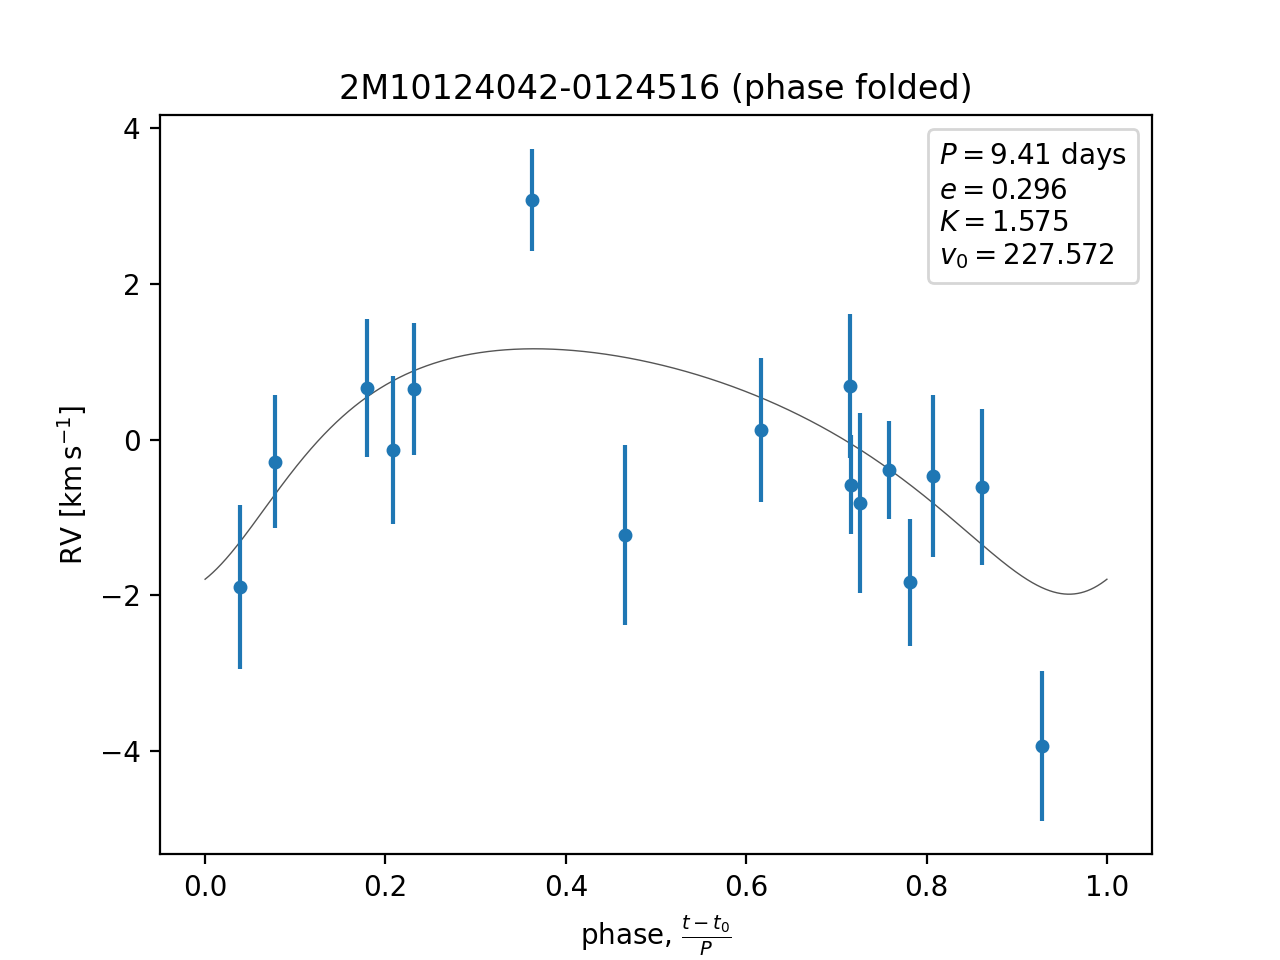 2M10124042-0124516 (phase folded)
P = 9.41 days
e = 0.296
K = 1.575
v₀ = 227.572
RV [km s⁻¹]
4
2
0
−2
−4
0.0 0.2 0.4 0.6 0.8 1.0
phase, (t − t₀)/P